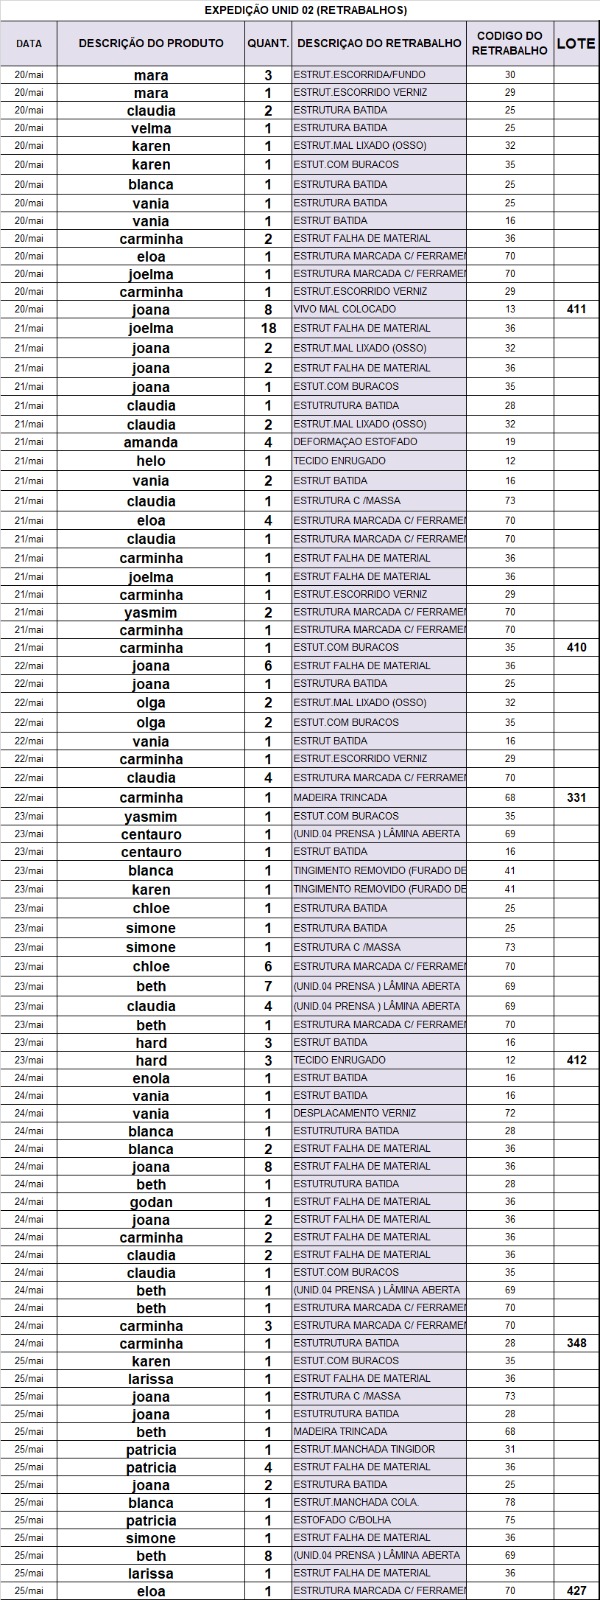 EXPEDIÇÃO UNID 02 (RETRABALHOS)
DATA DESCRIÇÃO DO PRODUTO QUANT. DESCRIÇAO DO RETRABALHO CODIGO DO RETRABALHO LOTE
20/mai mara 3 ESTRUT.ESCORRIDA/FUNDO 30
20/mai mara 1 ESTRUT.ESCORRIDO VERNIZ 29
20/mai claudia 2 ESTRUTURA BATIDA 25
20/mai velma 1 ESTRUTURA BATIDA 25
20/mai karen 1 ESTRUT.MAL LIXADO (OSSO) 32
20/mai karen 1 ESTUT.COM BURACOS 35
20/mai blanca 1 ESTRUTURA BATIDA 25
20/mai vania 1 ESTRUTURA BATIDA 25
20/mai vania 1 ESTRUT BATIDA 16
20/mai carminha 2 ESTRUT FALHA DE MATERIAL 36
20/mai eloa 1 ESTRUTURA MARCADA C/ FERRAMEN 70
20/mai joelma 1 ESTRUTURA MARCADA C/ FERRAMEN 70
20/mai carminha 1 ESTRUT.ESCORRIDO VERNIZ 29
20/mai joana 8 VIVO MAL COLOCADO 13 411
21/mai joelma 18 ESTRUT FALHA DE MATERIAL 36
21/mai joana 2 ESTRUT.MAL LIXADO (OSSO) 32
21/mai joana 2 ESTRUT FALHA DE MATERIAL 36
21/mai joana 1 ESTUT.COM BURACOS 35
21/mai claudia 1 ESTUTRUTURA BATIDA 28
21/mai claudia 2 ESTRUT.MAL LIXADO (OSSO) 32
21/mai amanda 4 DEFORMAÇAO ESTOFADO 19
21/mai helo 1 TECIDO ENRUGADO 12
21/mai vania 2 ESTRUT BATIDA 16
21/mai claudia 1 ESTRUTURA C /MASSA 73
21/mai eloa 4 ESTRUTURA MARCADA C/ FERRAMEN 70
21/mai claudia 1 ESTRUTURA MARCADA C/ FERRAMEN 70
21/mai carminha 1 ESTRUT FALHA DE MATERIAL 36
21/mai joelma 1 ESTRUT FALHA DE MATERIAL 36
21/mai carminha 1 ESTRUT.ESCORRIDO VERNIZ 29
21/mai yasmim 2 ESTRUTURA MARCADA C/ FERRAMEN 70
21/mai carminha 1 ESTRUTURA MARCADA C/ FERRAMEN 70
21/mai carminha 1 ESTUT.COM BURACOS 35 410
22/mai joana 6 ESTRUT FALHA DE MATERIAL 36
22/mai joana 1 ESTRUTURA BATIDA 25
22/mai olga 2 ESTRUT.MAL LIXADO (OSSO) 32
22/mai olga 2 ESTUT.COM BURACOS 35
22/mai vania 1 ESTRUT BATIDA 16
22/mai carminha 1 ESTRUT.ESCORRIDO VERNIZ 29
22/mai claudia 4 ESTRUTURA MARCADA C/ FERRAMEN 70
22/mai carminha 1 MADEIRA TRINCADA 68 331
23/mai yasmim 1 ESTUT.COM BURACOS 35
23/mai centauro 1 (UNID.04 PRENSA ) LÂMINA ABERTA 69
23/mai centauro 1 ESTRUT BATIDA 16
23/mai blanca 1 TINGIMENTO REMOVIDO (FURADO DE 41
23/mai karen 1 TINGIMENTO REMOVIDO (FURADO DE 41
23/mai chloe 1 ESTRUTURA BATIDA 25
23/mai simone 1 ESTRUTURA BATIDA 25
23/mai simone 1 ESTRUTURA C /MASSA 73
23/mai chloe 6 ESTRUTURA MARCADA C/ FERRAMEN 70
23/mai beth 7 (UNID.04 PRENSA ) LÂMINA ABERTA 69
23/mai claudia 4 (UNID.04 PRENSA ) LÂMINA ABERTA 69
23/mai beth 1 ESTRUTURA MARCADA C/ FERRAMEN 70
23/mai hard 3 ESTRUT BATIDA 16
23/mai hard 3 TECIDO ENRUGADO 12 412
24/mai enola 1 ESTRUT BATIDA 16
24/mai vania 1 ESTRUT BATIDA 16
24/mai vania 1 DESPLACAMENTO VERNIZ 72
24/mai blanca 1 ESTUTRUTURA BATIDA 28
24/mai blanca 2 ESTRUT FALHA DE MATERIAL 36
24/mai joana 8 ESTRUT FALHA DE MATERIAL 36
24/mai beth 1 ESTUTRUTURA BATIDA 28
24/mai godan 1 ESTRUT FALHA DE MATERIAL 36
24/mai joana 2 ESTRUT FALHA DE MATERIAL 36
24/mai carminha 2 ESTRUT FALHA DE MATERIAL 36
24/mai claudia 2 ESTRUT FALHA DE MATERIAL 36
24/mai claudia 1 ESTUT.COM BURACOS 35
24/mai beth 1 (UNID.04 PRENSA ) LÂMINA ABERTA 69
24/mai beth 1 ESTRUTURA MARCADA C/ FERRAMEN 70
24/mai carminha 3 ESTRUTURA MARCADA C/ FERRAMEN 70
24/mai carminha 1 ESTUTRUTURA BATIDA 28 348
25/mai karen 1 ESTUT.COM BURACOS 35
25/mai larissa 1 ESTRUT FALHA DE MATERIAL 36
25/mai joana 1 ESTRUTURA C /MASSA 73
25/mai joana 1 ESTUTRUTURA BATIDA 28
25/mai beth 1 MADEIRA TRINCADA 68
25/mai patricia 1 ESTRUT.MANCHADA TINGIDOR 31
25/mai patricia 4 ESTRUT FALHA DE MATERIAL 36
25/mai joana 2 ESTRUTURA BATIDA 25
25/mai blanca 1 ESTRUT.MANCHADA COLA. 78
25/mai patricia 1 ESTOFADO C/BOLHA 75
25/mai simone 1 ESTRUT FALHA DE MATERIAL 36
25/mai beth 8 (UNID.04 PRENSA ) LÂMINA ABERTA 69
25/mai larissa 1 ESTRUT FALHA DE MATERIAL 36
25/mai eloa 1 ESTRUTURA MARCADA C/ FERRAMEN 70 427